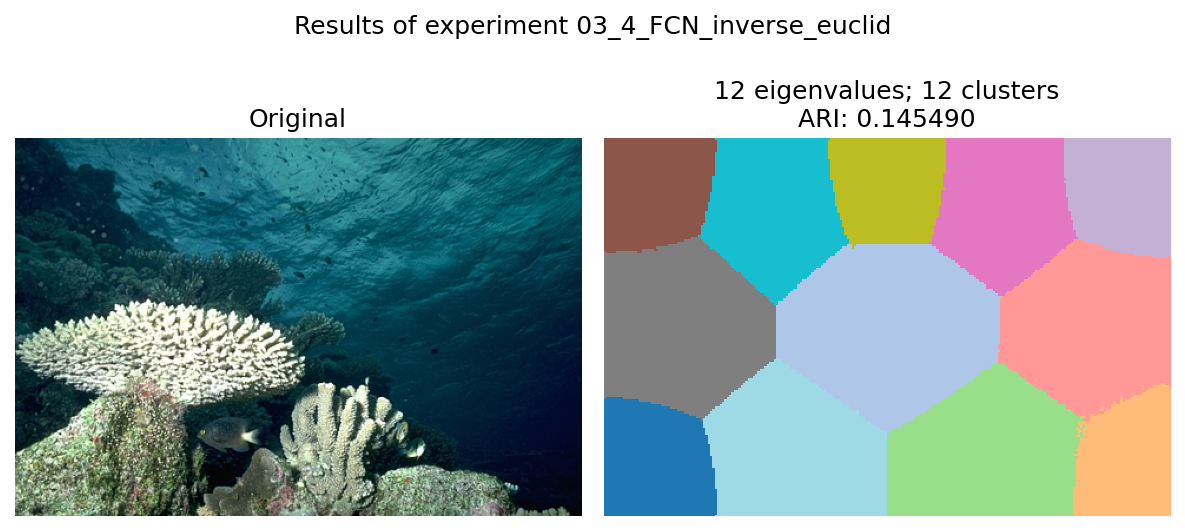 Results of experiment 03_4_FCN_inverse_euclid
Original
12 eigenvalues; 12 clusters
ARI: 0.145490